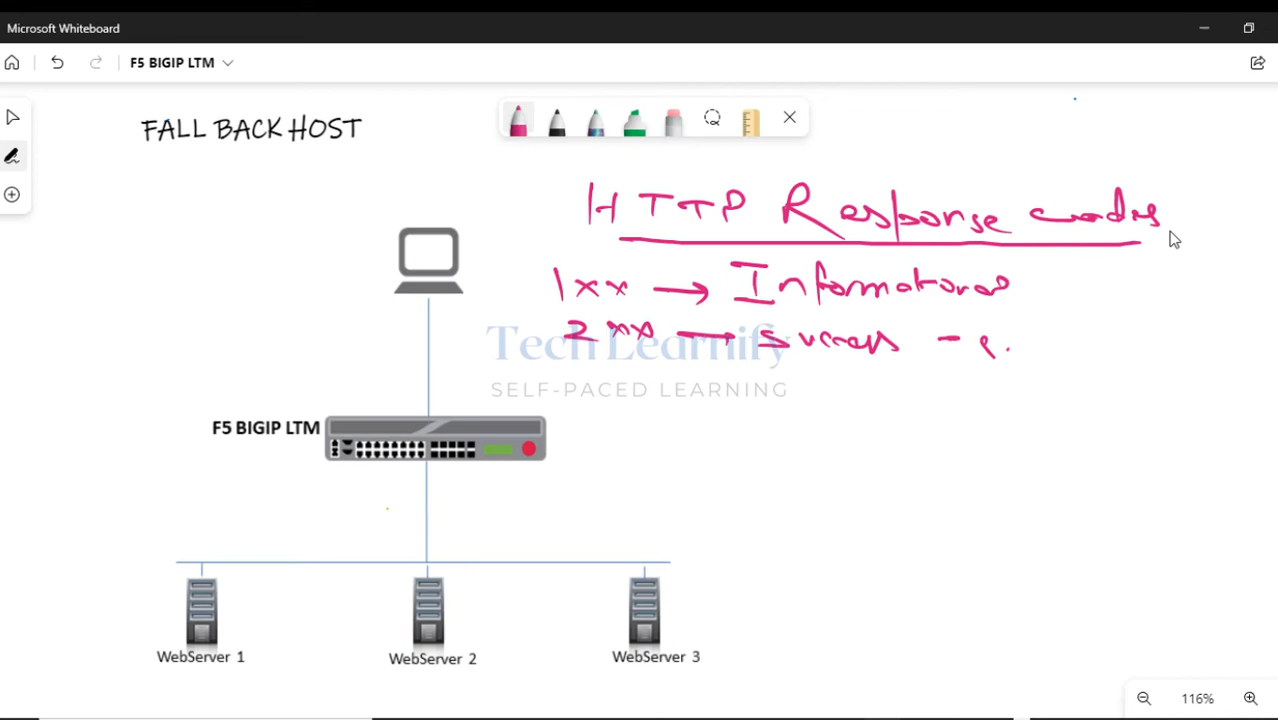 Microsoft Whiteboard
F5 BIGIP LTM
FALL BACK HOST
HTTP Response codes
1xx → Informational
2xx → Success -
Tech Learnify
SELF-PACED LEARNING
F5 BIGIP LTM
WebServer 1
WebServer 2
WebServer 3
116%